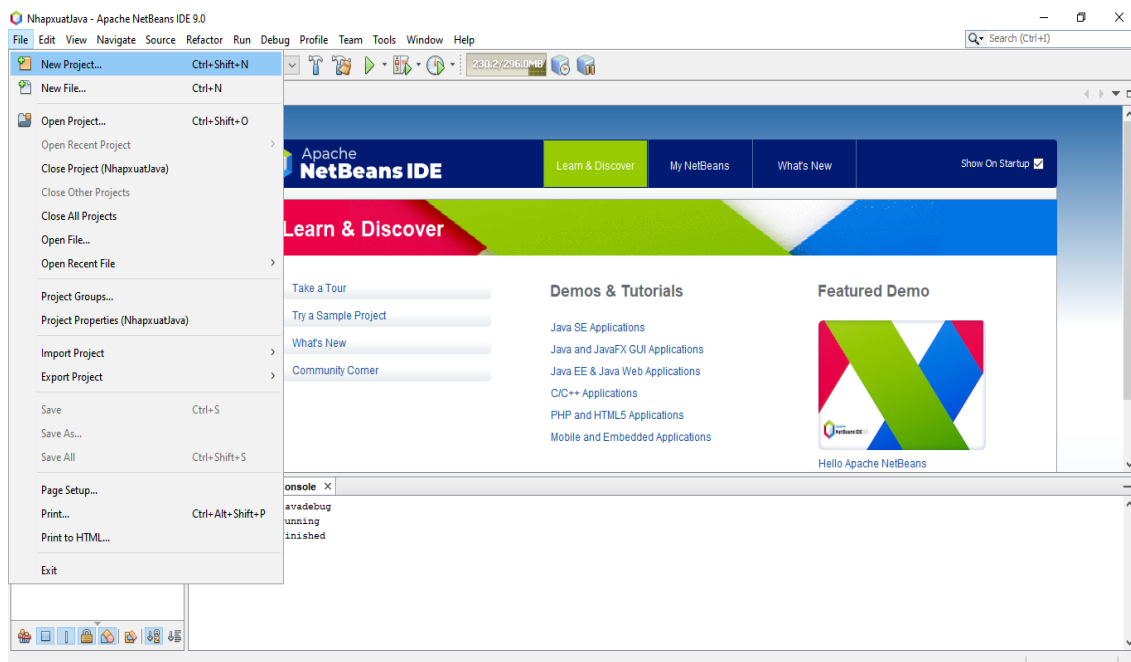 NhapxuatJava - Apache NetBeans IDE 9.0
File Edit View Navigate Source Refactor Run Debug Profile Team Tools Window Help
Search (Ctrl+I)
New Project... Ctrl+Shift+N
230.2/296.0MB
New File... Ctrl+N
Open Project... Ctrl+Shift+O
Open Recent Project
Close Project (NhapxuatJava)
Close Other Projects
Close All Projects
Open File...
Open Recent File
Project Groups...
Project Properties (NhapxuatJava)
Import Project
Export Project
Save Ctrl+S
Save As...
Save All Ctrl+Shift+S
Page Setup...
Print... Ctrl+Alt+Shift+P
Print to HTML...
Exit
Apache
NetBeans IDE
Learn & Discover
My NetBeans
What's New
Show On Startup
Learn & Discover
Take a Tour
Try a Sample Project
What's New
Community Corner
Demos & Tutorials
Java SE Applications
Java and JavaFX GUI Applications
Java EE & Java Web Applications
C/C++ Applications
PHP and HTML5 Applications
Mobile and Embedded Applications
Featured Demo
NetBeans IDE
Hello Apache NetBeans
onsole
avadebug
unning
inished